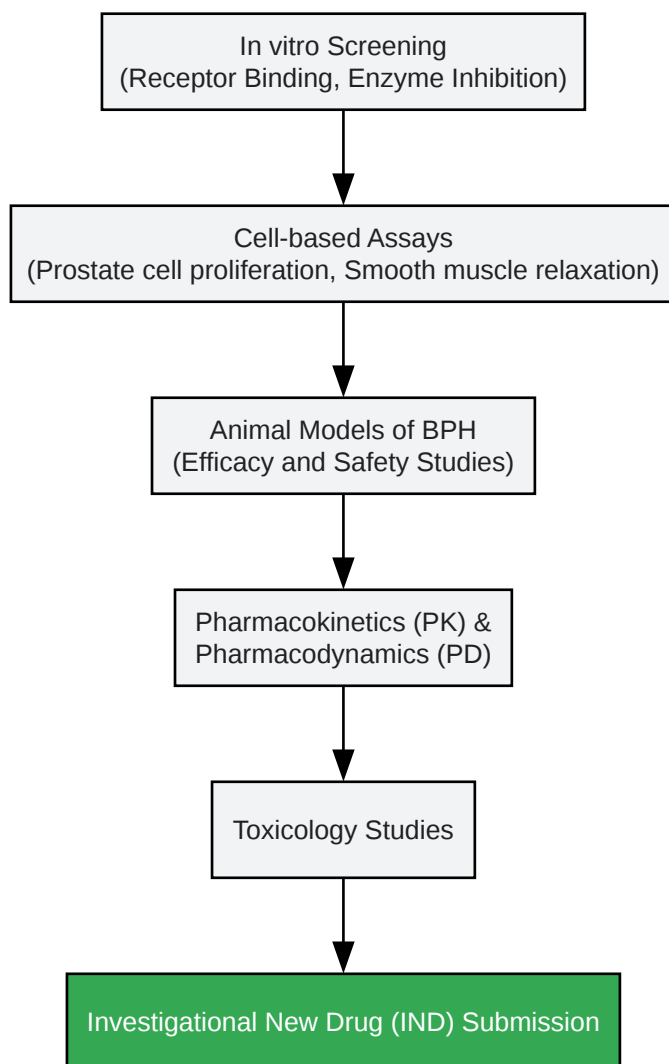 In vitro Screening
(Receptor Binding, Enzyme Inhibition)
Cell-based Assays
(Prostate cell proliferation, Smooth muscle relaxation)
Animal Models of BPH
(Efficacy and Safety Studies)
Pharmacokinetics (PK) &
Pharmacodynamics (PD)
Toxicology Studies
Investigational New Drug (IND) Submission